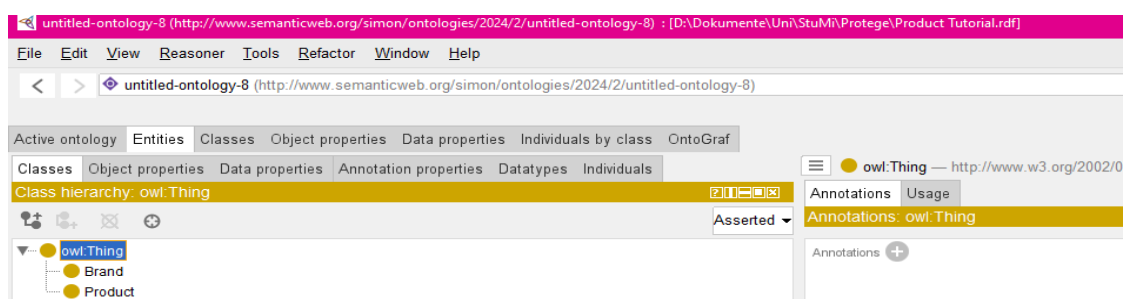 untitled-ontology-8 (http://www.semanticweb.org/simon/ontologies/2024/2/untitled-ontology-8) : [D:\Dokumente\Uni\StuMi\Protege\Product Tutorial.rdf]
File Edit View Reasoner Tools Refactor Window Help
< > untitled-ontology-8 (http://www.semanticweb.org/simon/ontologies/2024/2/untitled-ontology-8)
Active ontology Entities Classes Object properties Data properties Individuals by class OntoGraf
Classes Object properties Data properties Annotation properties Datatypes Individuals
Class hierarchy: owl:Thing
Asserted
owl:Thing
Brand
Product
owl:Thing — http://www.w3.org/2002/0
Annotations Usage
Annotations: owl:Thing
Annotations